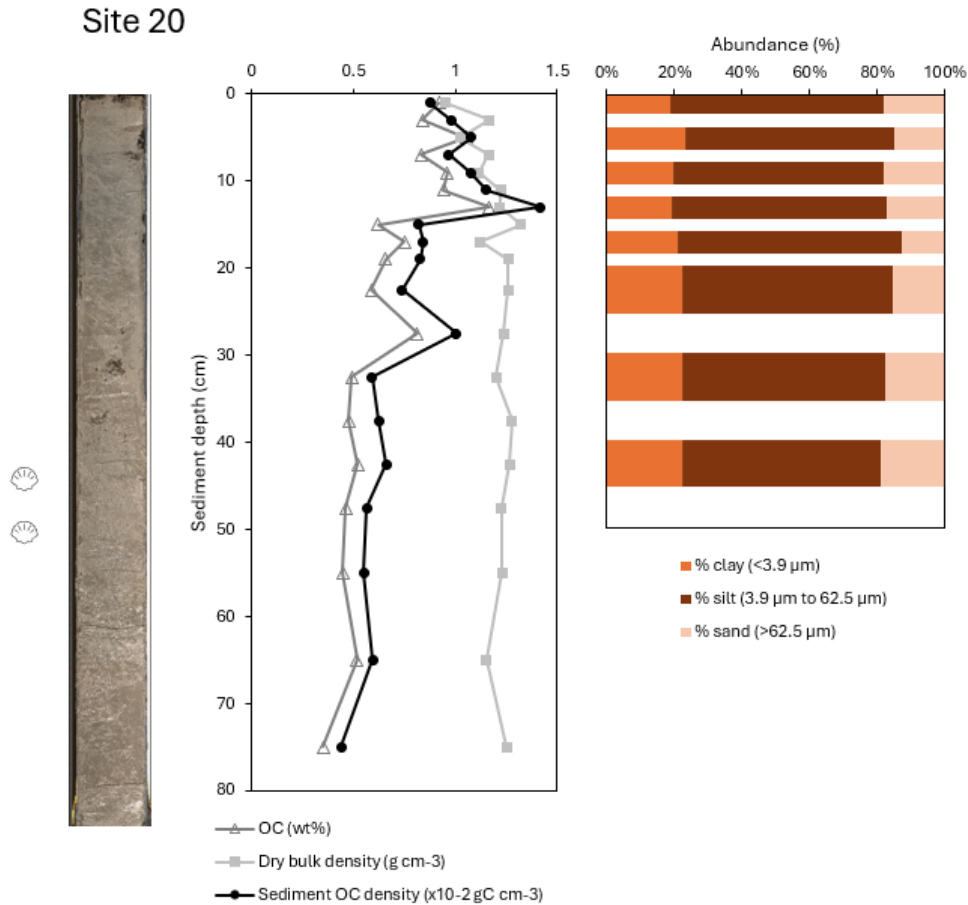 Site 20
0 0.5 1 1.5
0
10
20
30
40
50
60
70
80
Sediment depth (cm)
OC (wt%)
Dry bulk density (g cm-3)
Sediment OC density (x10-2 gC cm-3)
Abundance (%)
0% 20% 40% 60% 80% 100%
% clay (<3.9 µm)
% silt (3.9 µm to 62.5 µm)
% sand (>62.5 µm)